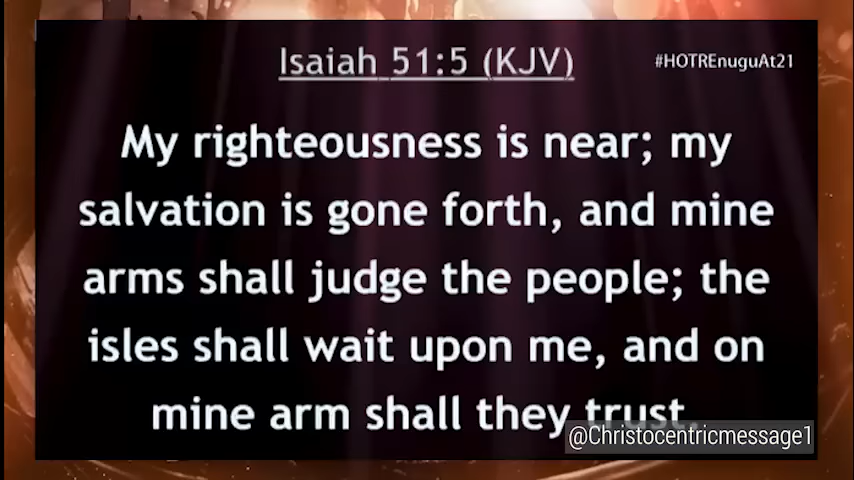 Isaiah 51:5 (KJV)
#HOTREnuguAt21
My righteousness is near; my
salvation is gone forth, and mine
arms shall judge the people; the
isles shall wait upon me, and on
mine arm shall they trust.
@Christocentricmessage1